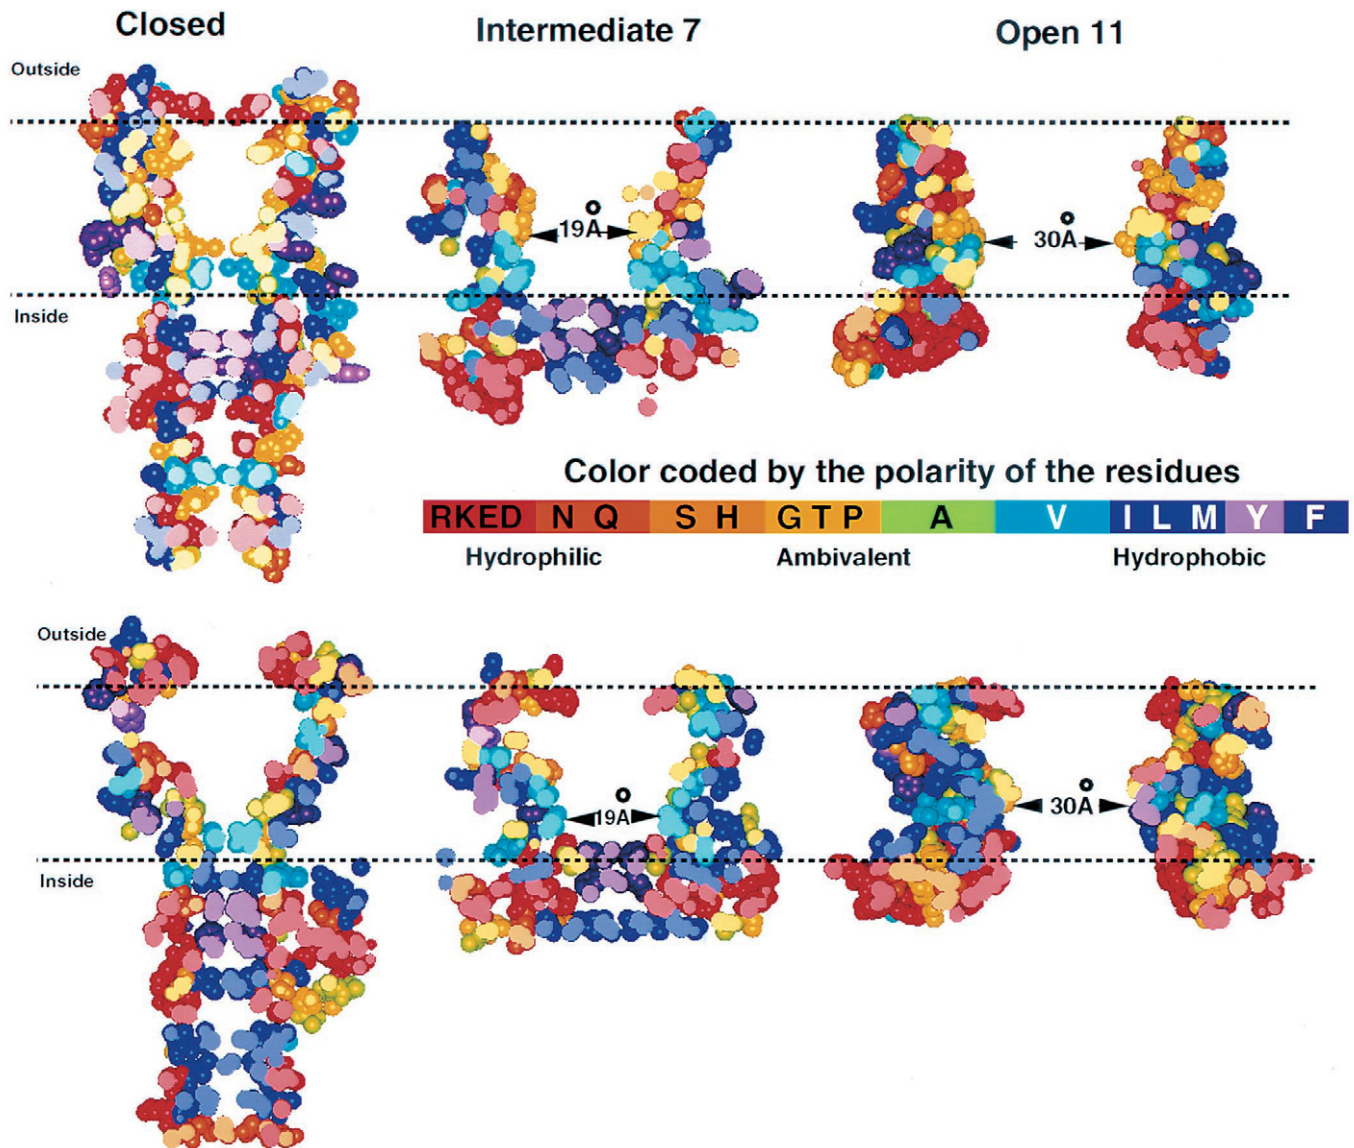 Closed
Intermediate 7
Open 11
Outside
19Å
30Å
Inside
Color coded by the polarity of the residues
RKED N Q S H G T P A V I L M Y F
Hydrophilic Ambivalent Hydrophobic
Outside
19Å
30Å
Inside